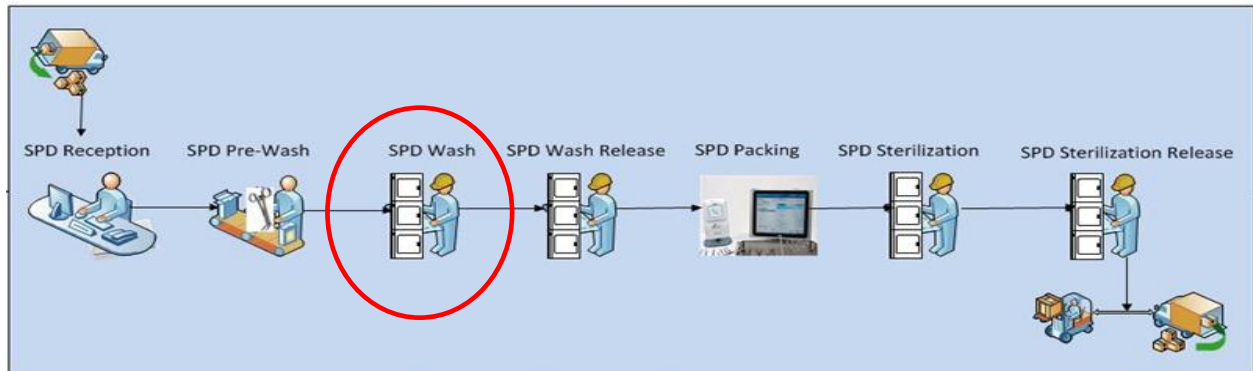 SPD Reception
SPD Pre-Wash
SPD Wash
SPD Wash Release
SPD Packing
SPD Sterilization
SPD Sterilization Release